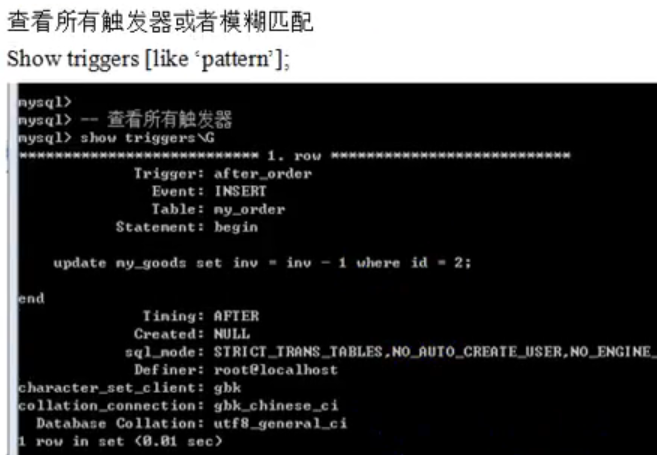 查看所有触发器或者模糊匹配
Show triggers [like ‘pattern’];
mysql>
mysql> -- 查看所有触发器
mysql> show triggers\G
*************************** 1. row ***************************
Trigger: after_order
Event: INSERT
Table: my_order
Statement: begin
update my_goods set inv = inv - 1 where id = 2;
end
Timing: AFTER
Created: NULL
sql_mode: STRICT_TRANS_TABLES,NO_AUTO_CREATE_USER,NO_ENGINE_
Definer: root@localhost
character_set_client: gbk
collation_connection: gbk_chinese_ci
Database Collation: utf8_general_ci
1 row in set (0.01 sec)